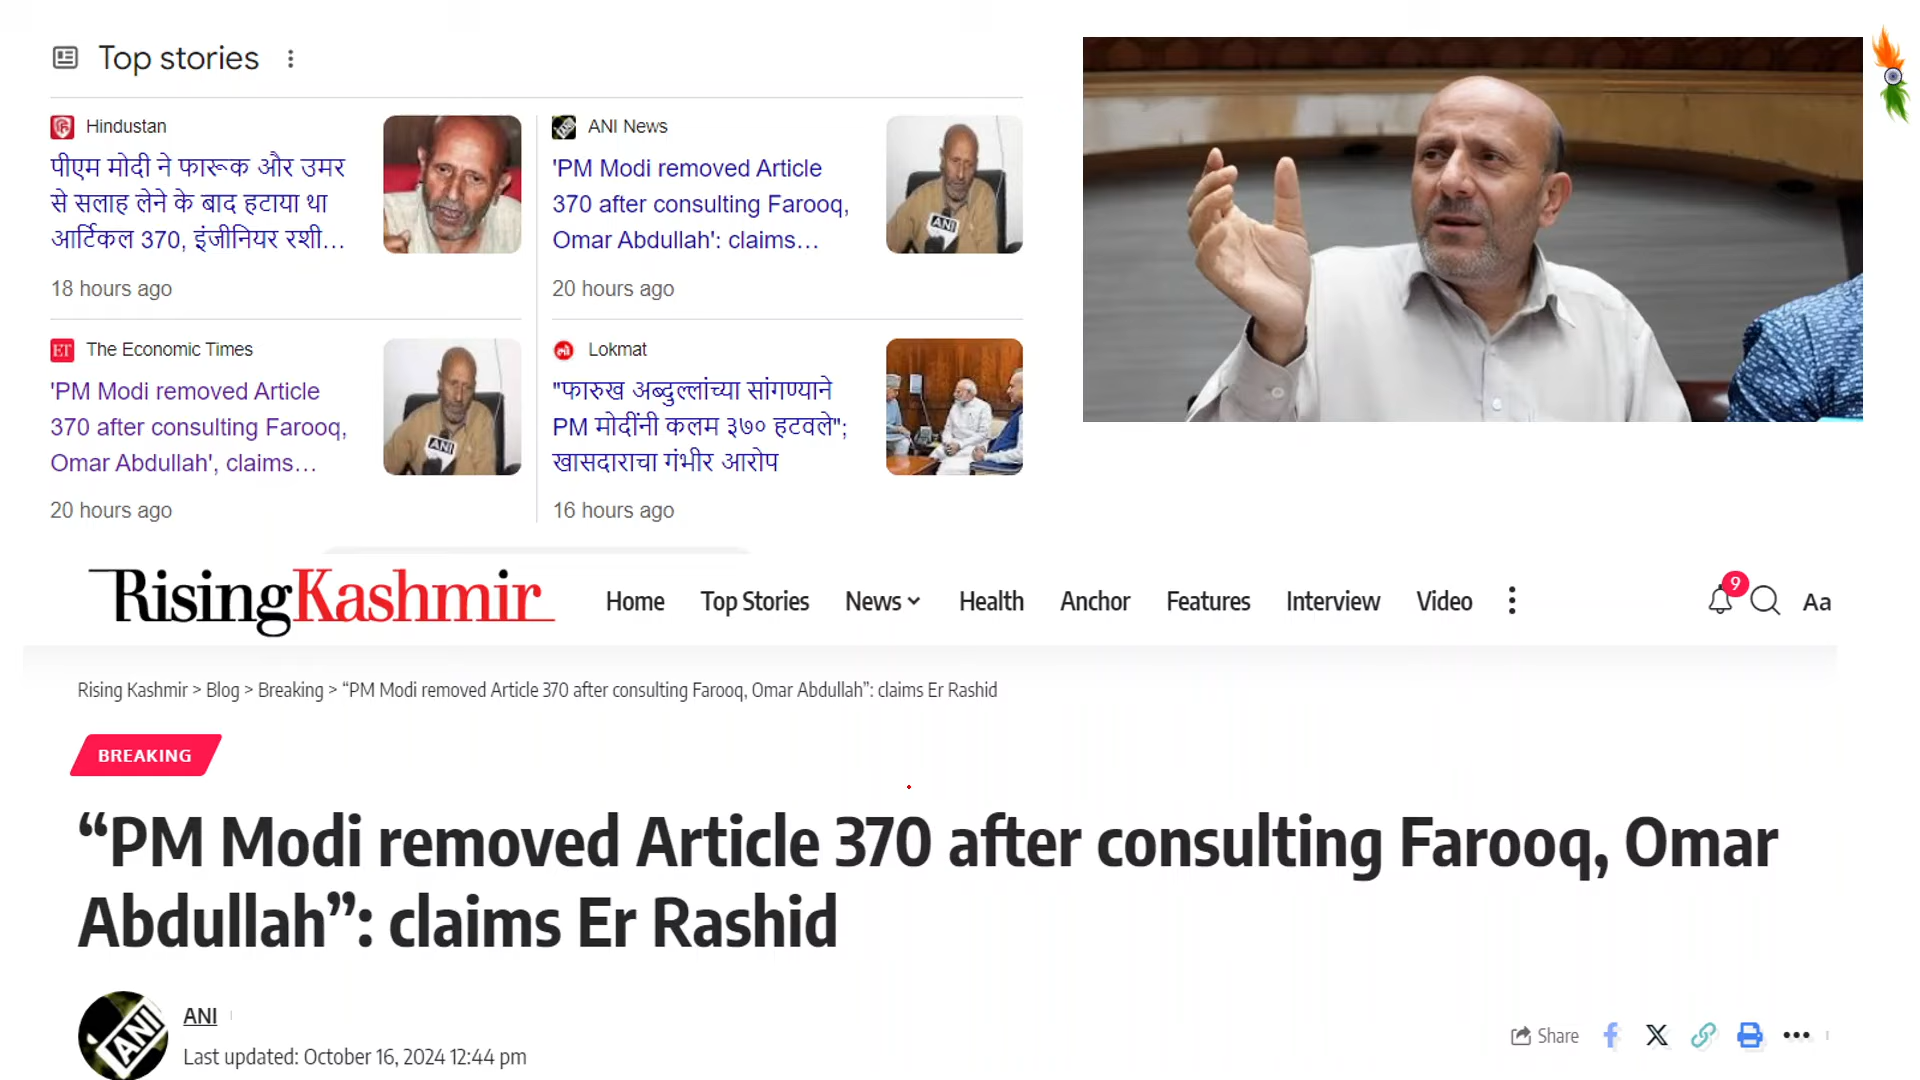 Top stories
Hindustan
पीएम मोदी ने फारूक और उमर
से सलाह लेने के बाद हटाया था
आर्टिकल 370, इंजीनियर रशी...
18 hours ago
ANI News
'PM Modi removed Article
370 after consulting Farooq,
Omar Abdullah': claims...
20 hours ago
ET The Economic Times
'PM Modi removed Article
370 after consulting Farooq,
Omar Abdullah', claims...
20 hours ago
ANI
ANI
लो Lokmat
"फारुख अब्दुल्लांच्या सांगण्याने
PM मोदींनी कलम ३७० हटवले";
खासदाराचा गंभीर आरोप
16 hours ago
RisingKashmir
Home Top Stories News Health Anchor Features Interview Video 9 Aa
Rising Kashmir > Blog > Breaking > “PM Modi removed Article 370 after consulting Farooq, Omar Abdullah”: claims Er Rashid
BREAKING
“PM Modi removed Article 370 after consulting Farooq, Omar
Abdullah”: claims Er Rashid
ANI
ANI
Last updated: October 16, 2024 12:44 pm
Share